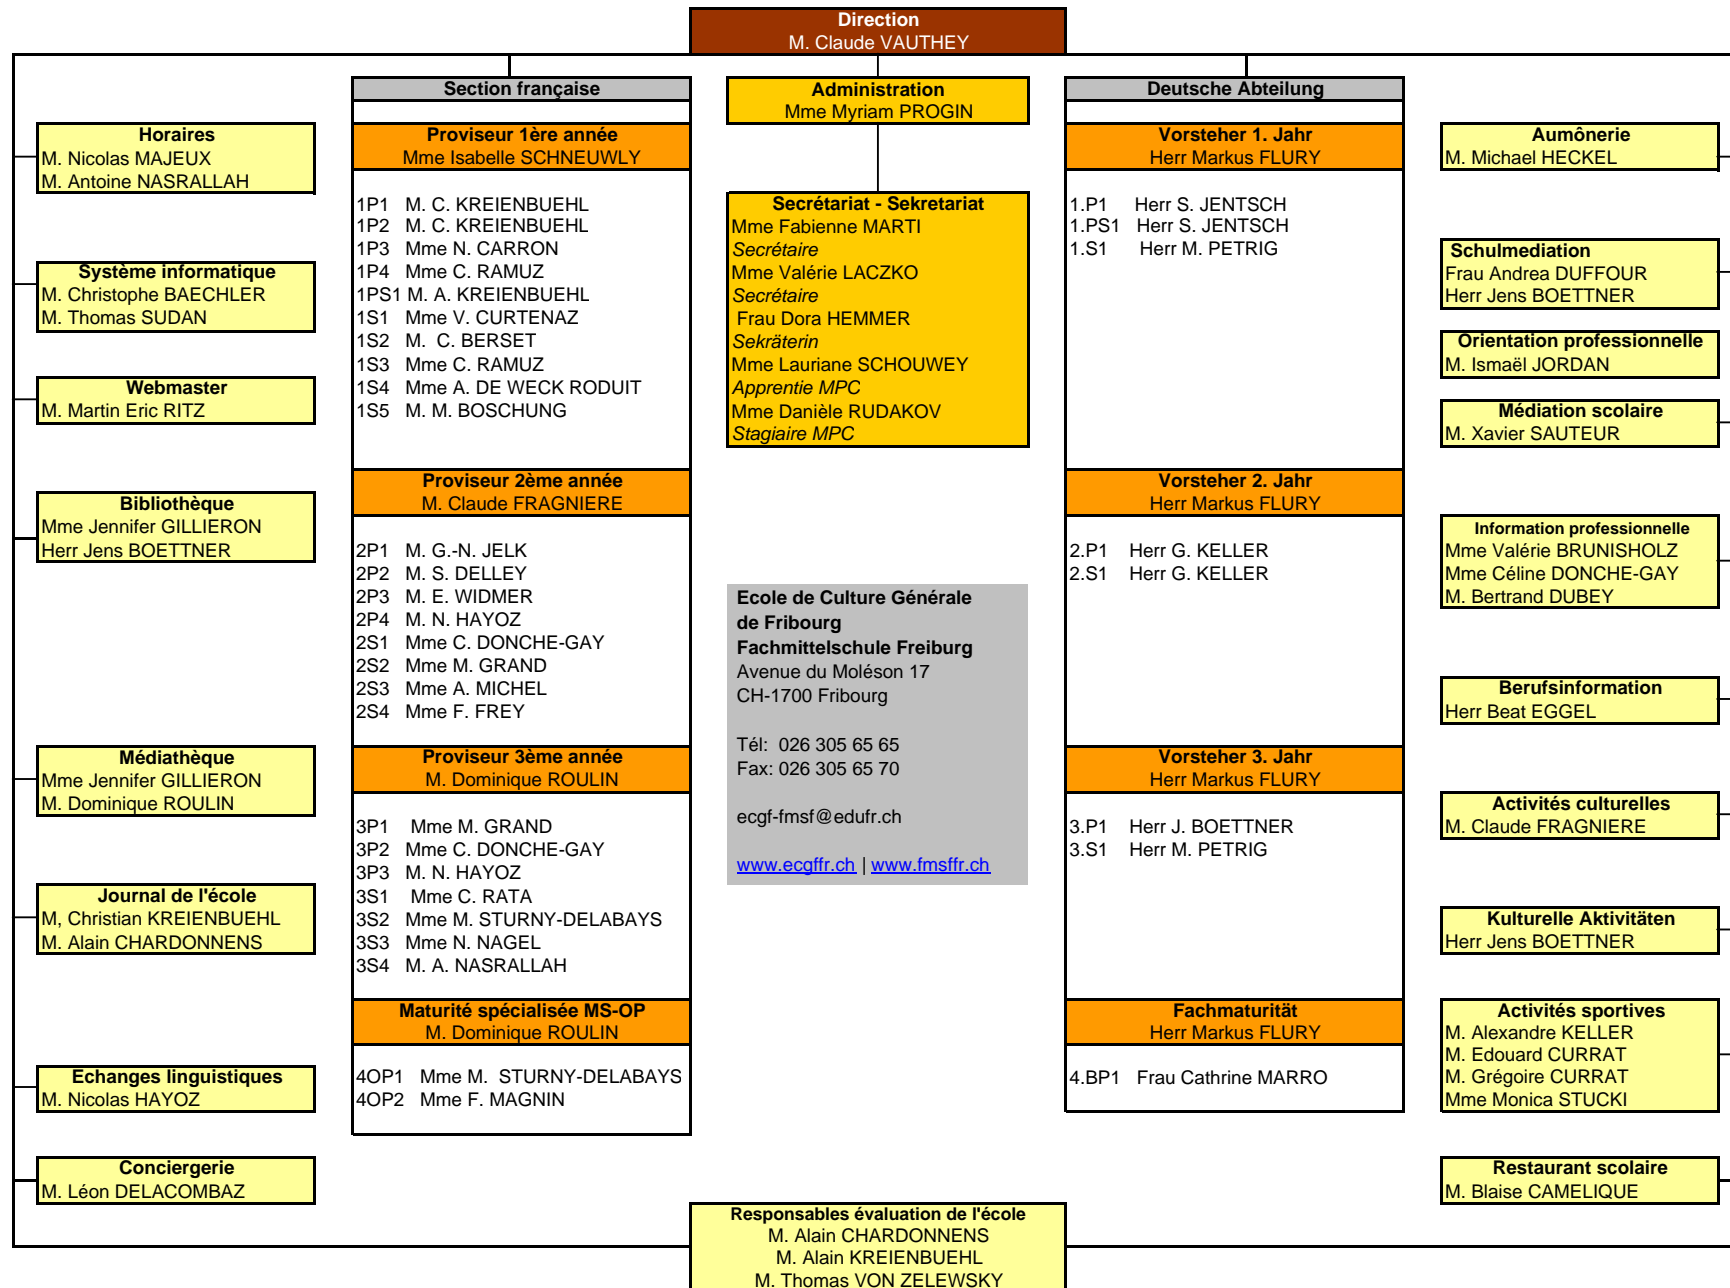 Direction
M. Claude VAUTHEY
Section française
Administration
Mme Myriam PROGIN
Deutsche Abteilung
Horaires
M. Nicolas MAJEUX
M. Antoine NASRALLAH
Système informatique
M. Christophe BAECHLER
M. Thomas SUDAN
Webmaster
M. Martin Eric RITZ
Bibliothèque
Mme Jennifer GILLIERON
Herr Jens BOETTNER
Médiathèque
Mme Jennifer GILLIERON
M. Dominique ROULIN
Journal de l'école
M, Christian KREIENBUEHL
M. Alain CHARDONNENS
Echanges linguistiques
M. Nicolas HAYOZ
Conciergerie
M. Léon DELACOMBAZ
Proviseur 1ère année
Mme Isabelle SCHNEUWLY
1P1 M. C. KREIENBUEHL
1P2 M. C. KREIENBUEHL
1P3 Mme N. CARRON
1P4 Mme C. RAMUZ
1PS1 M. A. KREIENBUEHL
1S1 Mme V. CURTENAZ
1S2 M. C. BERSET
1S3 Mme C. RAMUZ
1S4 Mme A. DE WECK RODUIT
1S5 M. M. BOSCHUNG
Proviseur 2ème année
M. Claude FRAGNIERE
2P1 M. G.-N. JELK
2P2 M. S. DELLEY
2P3 M. E. WIDMER
2P4 M. N. HAYOZ
2S1 Mme C. DONCHE-GAY
2S2 Mme M. GRAND
2S3 Mme A. MICHEL
2S4 Mme F. FREY
Proviseur 3ème année
M. Dominique ROULIN
3P1 Mme M. GRAND
3P2 Mme C. DONCHE-GAY
3P3 M. N. HAYOZ
3S1 Mme C. RATA
3S2 Mme M. STURNY-DELABAYS
3S3 Mme N. NAGEL
3S4 M. A. NASRALLAH
Maturité spécialisée MS-OP
M. Dominique ROULIN
4OP1 Mme M. STURNY-DELABAYS
4OP2 Mme F. MAGNIN
Secrétariat - Sekretariat
Mme Fabienne MARTI
Secrétaire
Mme Valérie LACZKO
Secrétaire
Frau Dora HEMMER
Sekräterin
Mme Lauriane SCHOUWEY
Apprentie MPC
Mme Danièle RUDAKOV
Stagiaire MPC
Ecole de Culture Générale
de Fribourg
Fachmittelschule Freiburg
Avenue du Moléson 17
CH-1700 Fribourg
Tél: 026 305 65 65
Fax: 026 305 65 70
ecgf-fmsf@edufr.ch
www.ecgffr.ch | www.fmsffr.ch
Vorsteher 1. Jahr
Herr Markus FLURY
1.P1 Herr S. JENTSCH
1.PS1 Herr S. JENTSCH
1.S1 Herr M. PETRIG
Vorsteher 2. Jahr
Herr Markus FLURY
2.P1 Herr G. KELLER
2.S1 Herr G. KELLER
Vorsteher 3. Jahr
Herr Markus FLURY
3.P1 Herr J. BOETTNER
3.S1 Herr M. PETRIG
Fachmaturität
Herr Markus FLURY
4.BP1 Frau Cathrine MARRO
Aumônerie
M. Michael HECKEL
Schulmediation
Frau Andrea DUFFOUR
Herr Jens BOETTNER
Orientation professionnelle
M. Ismaël JORDAN
Médiation scolaire
M. Xavier SAUTEUR
Information professionnelle
Mme Valérie BRUNISHOLZ
Mme Céline DONCHE-GAY
M. Bertrand DUBEY
Berufsinformation
Herr Beat EGGEL
Activités culturelles
M. Claude FRAGNIERE
Kulturelle Aktivitäten
Herr Jens BOETTNER
Activités sportives
M. Alexandre KELLER
M. Edouard CURRAT
M. Grégoire CURRAT
Mme Monica STUCKI
Restaurant scolaire
M. Blaise CAMELIQUE
Responsables évaluation de l'école
M. Alain CHARDONNENS
M. Alain KREIENBUEHL
M. Thomas VON ZELEWSKY